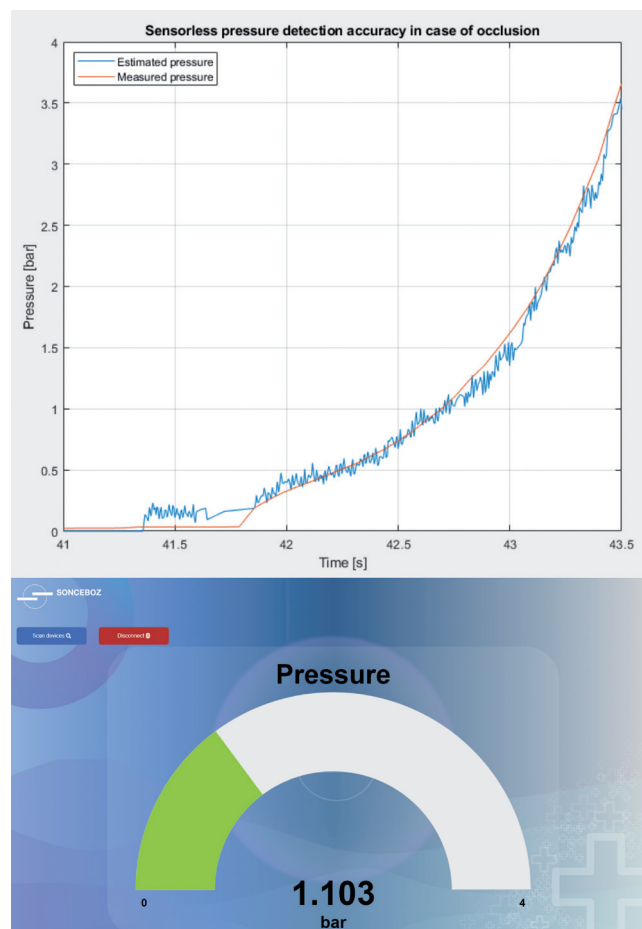 Sensorless pressure detection accuracy in case of occlusion
Estimated pressure
Measured pressure
Pressure [bar]
4
3.5
3
2.5
2
1.5
1
0.5
0
41
41.5
42
42.5
43
43.5
Time [s]
SONCEBOZ
Scan devices
Disconnect
Pressure
0
4
1.103
bar